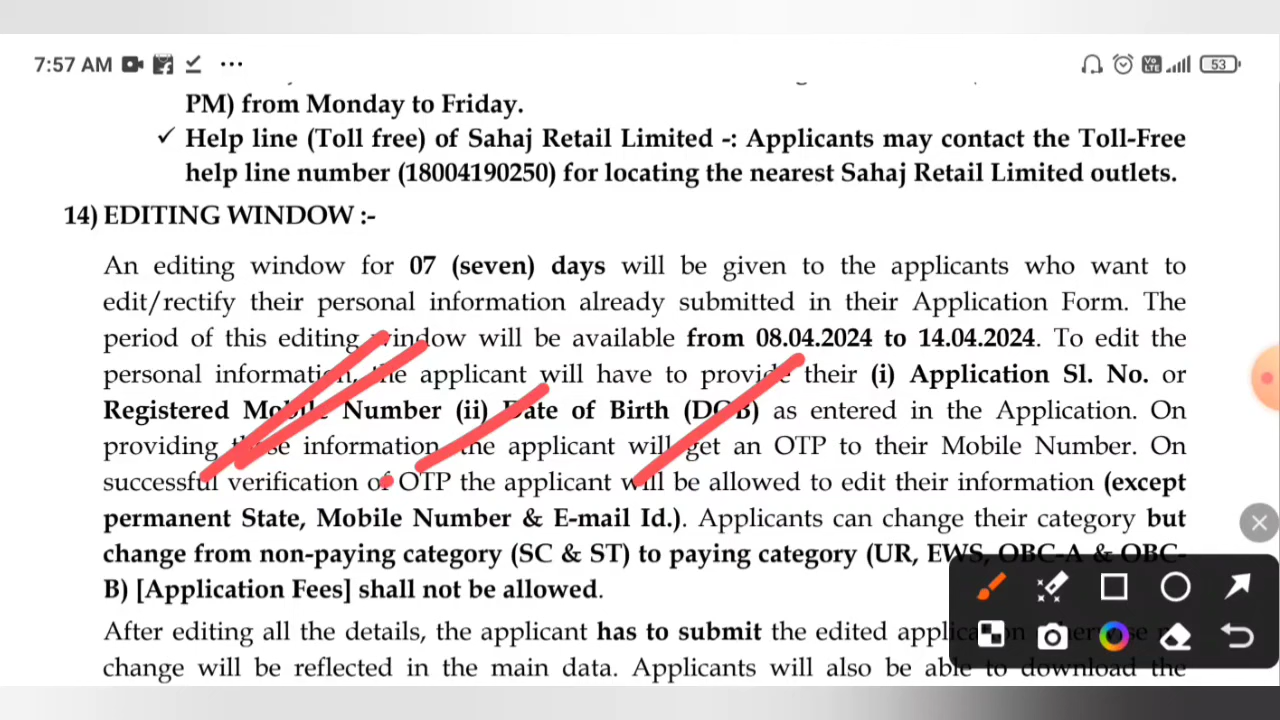 7:57 AM
Vo LTE
53
PM) from Monday to Friday.
✓ Help line (Toll free) of Sahaj Retail Limited -: Applicants may contact the Toll-Free
help line number (18004190250) for locating the nearest Sahaj Retail Limited outlets.
14) EDITING WINDOW :-
An editing window for 07 (seven) days will be given to the applicants who want to
edit/rectify their personal information already submitted in their Application Form. The
period of this editing window will be available from 08.04.2024 to 14.04.2024. To edit the
personal information, the applicant will have to provide their (i) Application Sl. No. or
Registered Mobile Number (ii) Date of Birth (DOB) as entered in the Application. On
providing these information the applicant will get an OTP to their Mobile Number. On
successful verification of OTP the applicant will be allowed to edit their information (except
permanent State, Mobile Number & E-mail Id.). Applicants can change their category but
change from non-paying category (SC & ST) to paying category (UR, EWS, OBC-A & OBC-
B) [Application Fees] shall not be allowed.
After editing all the details, the applicant has to submit the edited application otherwise
change will be reflected in the main data. Applicants will also be able to download the